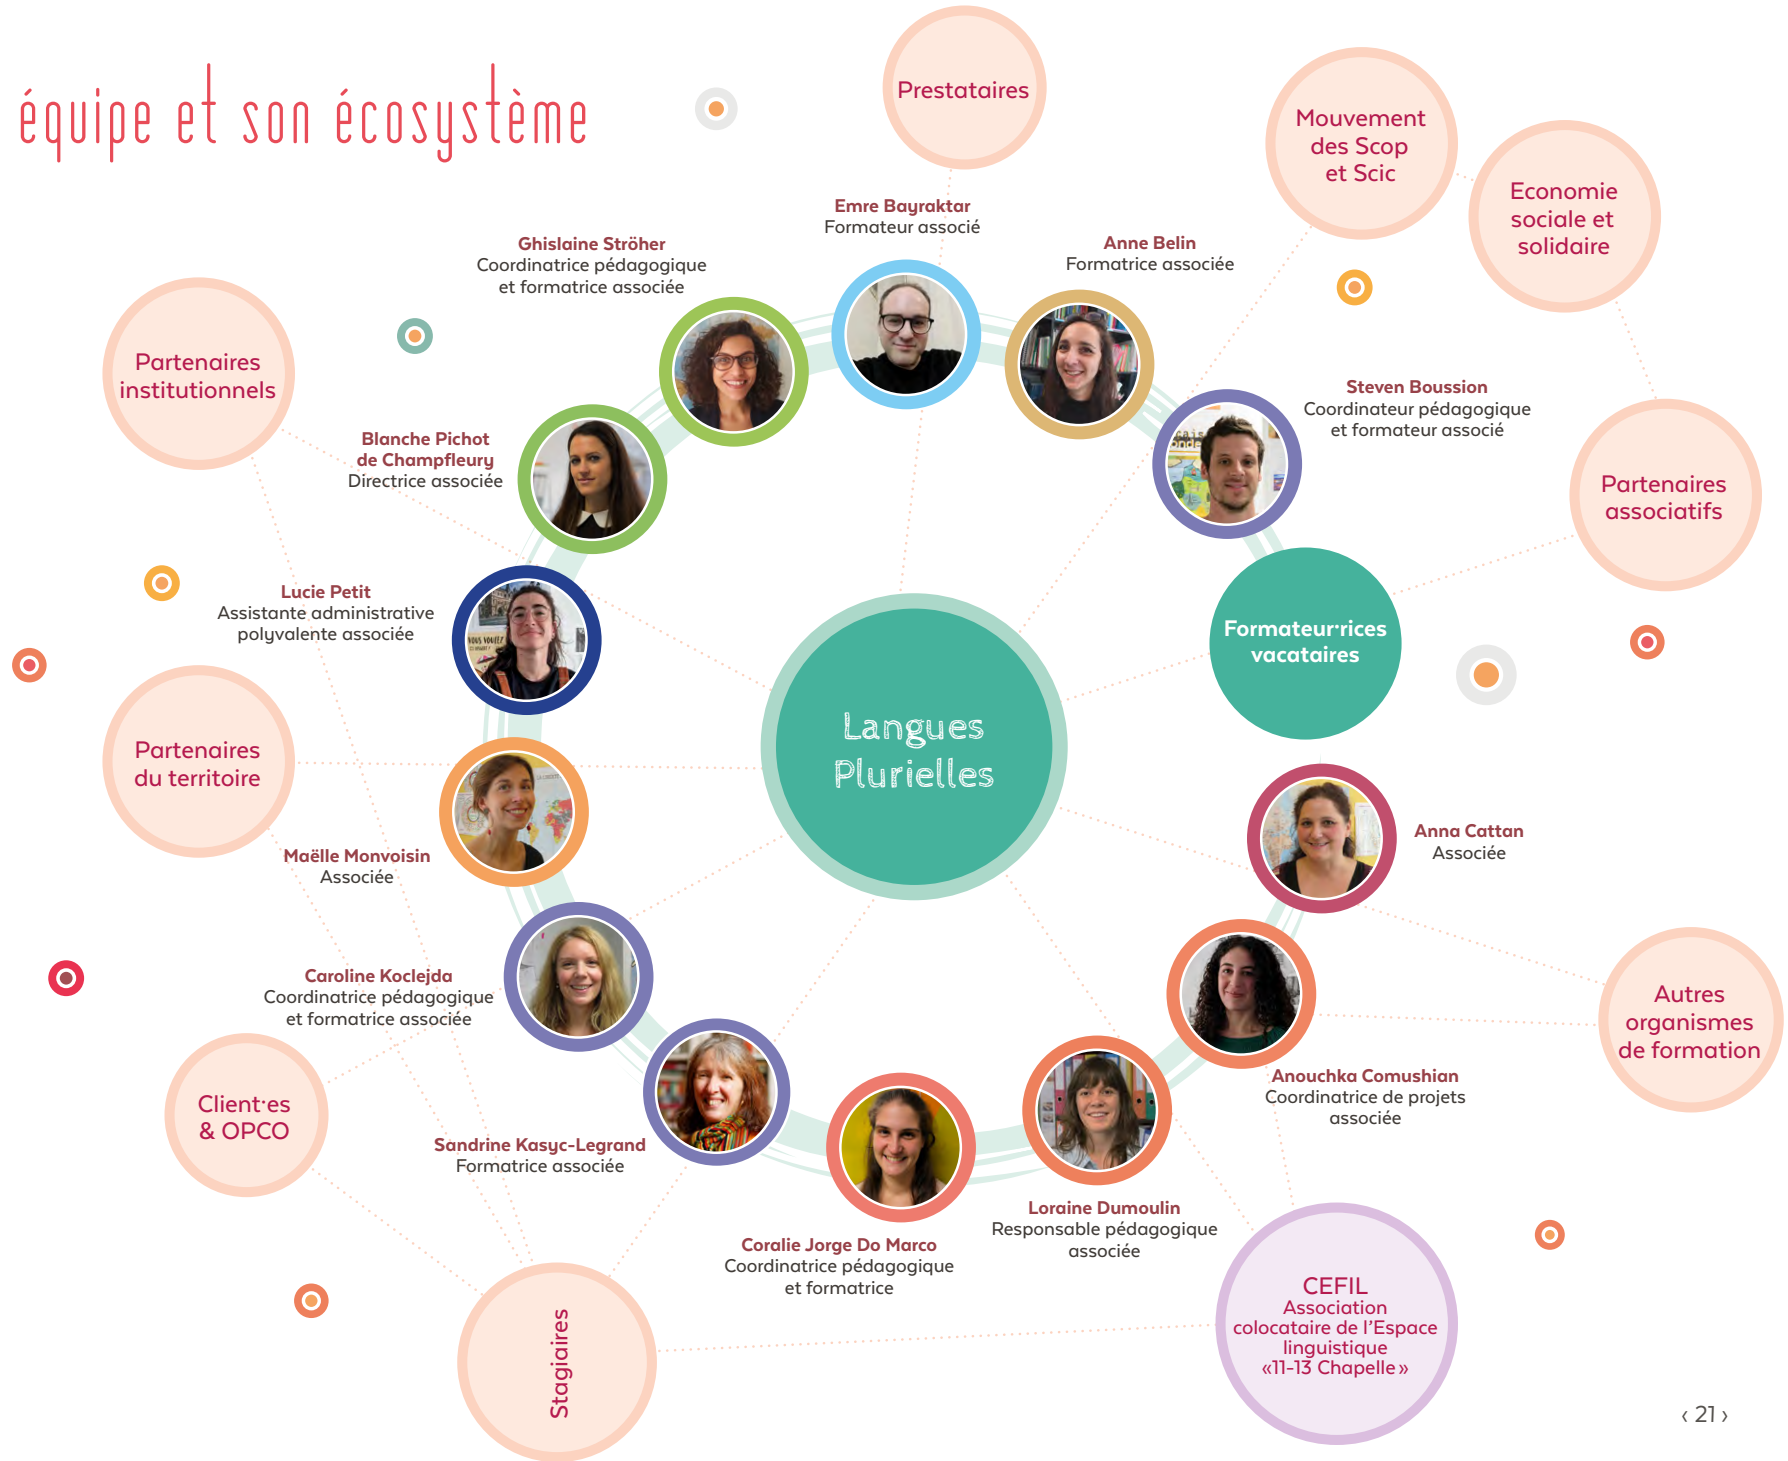 équipe et son écosystème
Prestataires
Mouvement
des Scop
et Scic
Economie
sociale et
solidaire
Emre Bayraktar
Formateur associé
Ghislaine Ströher
Coordinatrice pédagogique
et formatrice associée
Anne Belin
Formatrice associée
Partenaires
institutionnels
Steven Boussion
Coordinateur pédagogique
et formateur associé
Blanche Pichot
de Champfleury
Directrice associée
Partenaires
associatifs
Lucie Petit
Assistante administrative
polyvalente associée
Formateur·rices
vacataires
Langues
Plurielles
Partenaires
du territoire
Anna Cattan
Associée
Maëlle Monvoisin
Associée
Caroline Koclejda
Coordinatrice pédagogique
et formatrice associée
Autres
organismes
de formation
Anouchka Comushian
Coordinatrice de projets
associée
Client·es
& OPCO
Sandrine Kasyc-Legrand
Formatrice associée
Loraine Dumoulin
Responsable pédagogique
associée
Coralie Jorge Do Marco
Coordinatrice pédagogique
et formatrice
Stagiaires
CEFIL
Association
colocataire de l'Espace
linguistique
«11-13 Chapelle»
‹ 21 ›